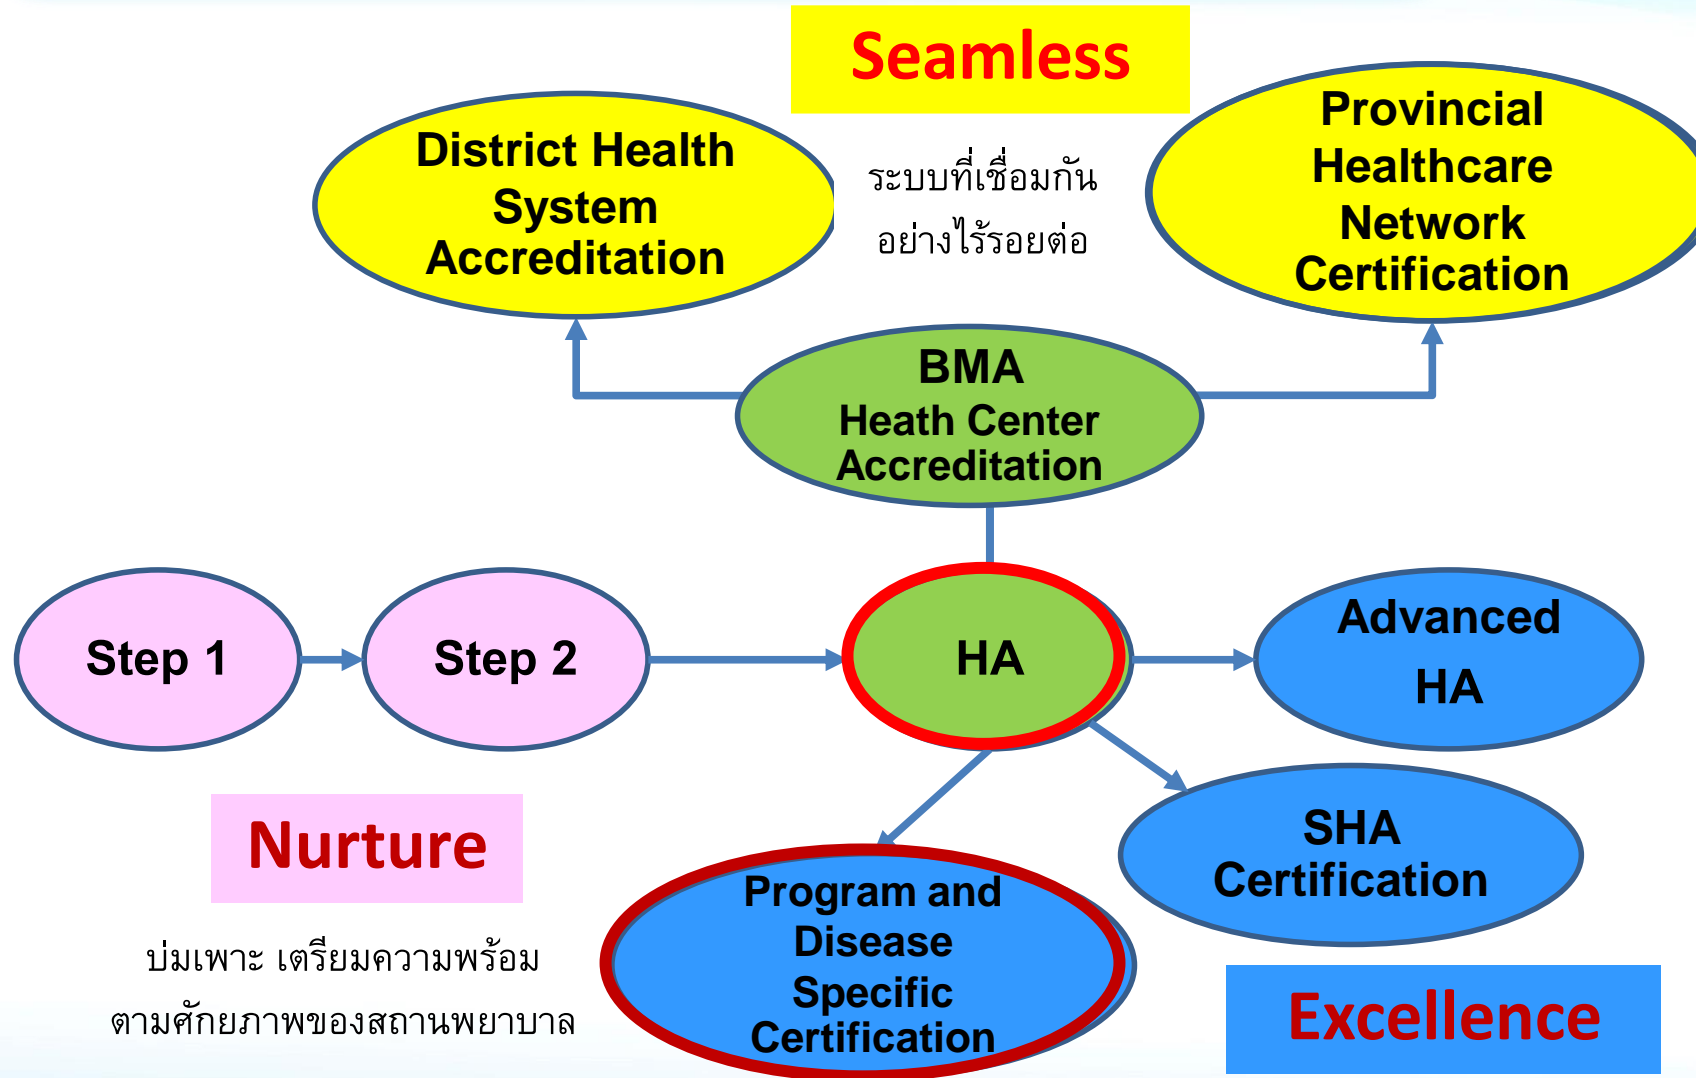 Seamless
District Health
System
Accreditation
ระบบที่เชื่อมกัน
อย่างไร้รอยต่อ
Provincial
Healthcare
Network
Certification
BMA
Heath Center
Accreditation
Step 1
Step 2
HA
Advanced
HA
SHA
Certification
Nurture
บ่มเพาะ เตรียมความพร้อม
ตามศักยภาพของสถานพยาบาล
Program and
Disease
Specific
Certification
Excellence